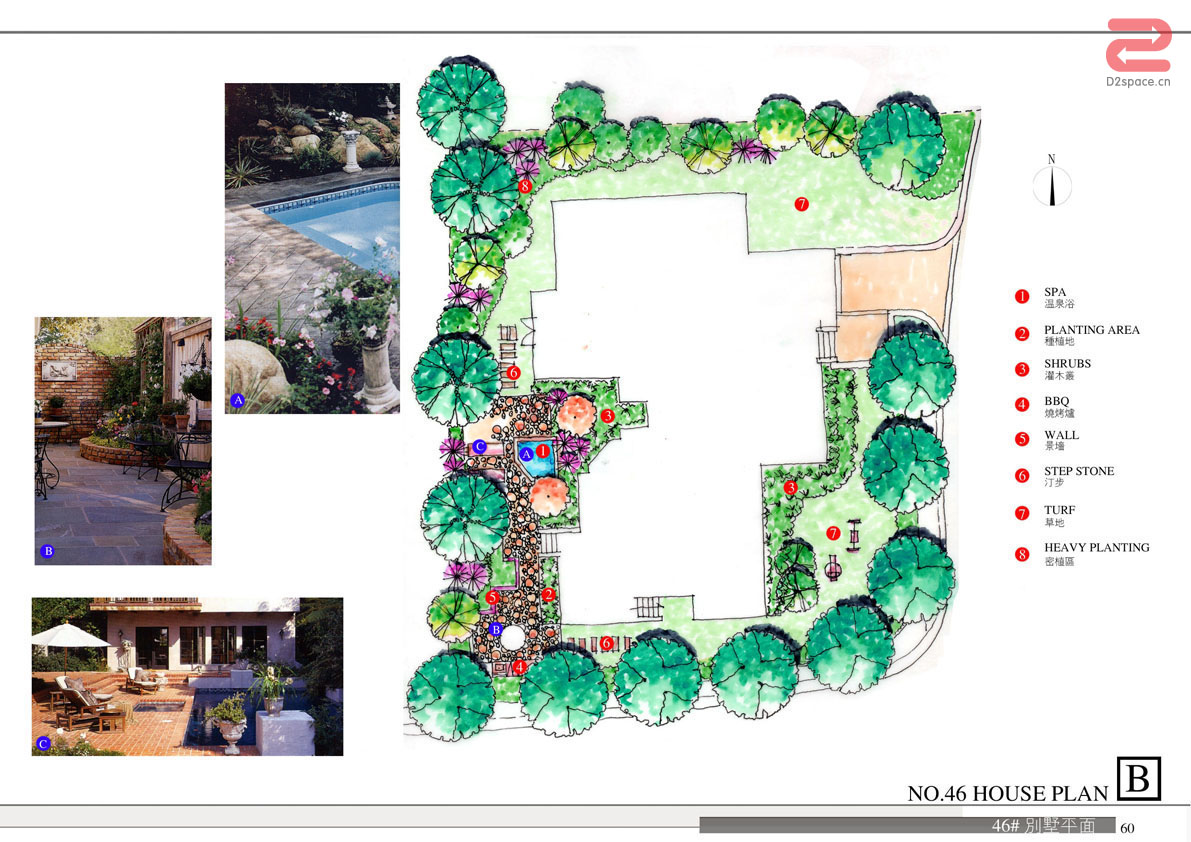 D2space.cn
N
8
7
1
SPA
溫泉浴
2
PLANTING AREA
種植地
3
SHRUBS
灌木叢
4
BBQ
燒烤爐
5
WALL
景墻
6
STEP STONE
汀步
7
TURF
草地
8
HEAVY PLANTING
密植區
A
6
3
C
A 1
3
7
B
5
2
B
6
4
C
NO.46 HOUSE PLAN B
46# 別墅平面
60